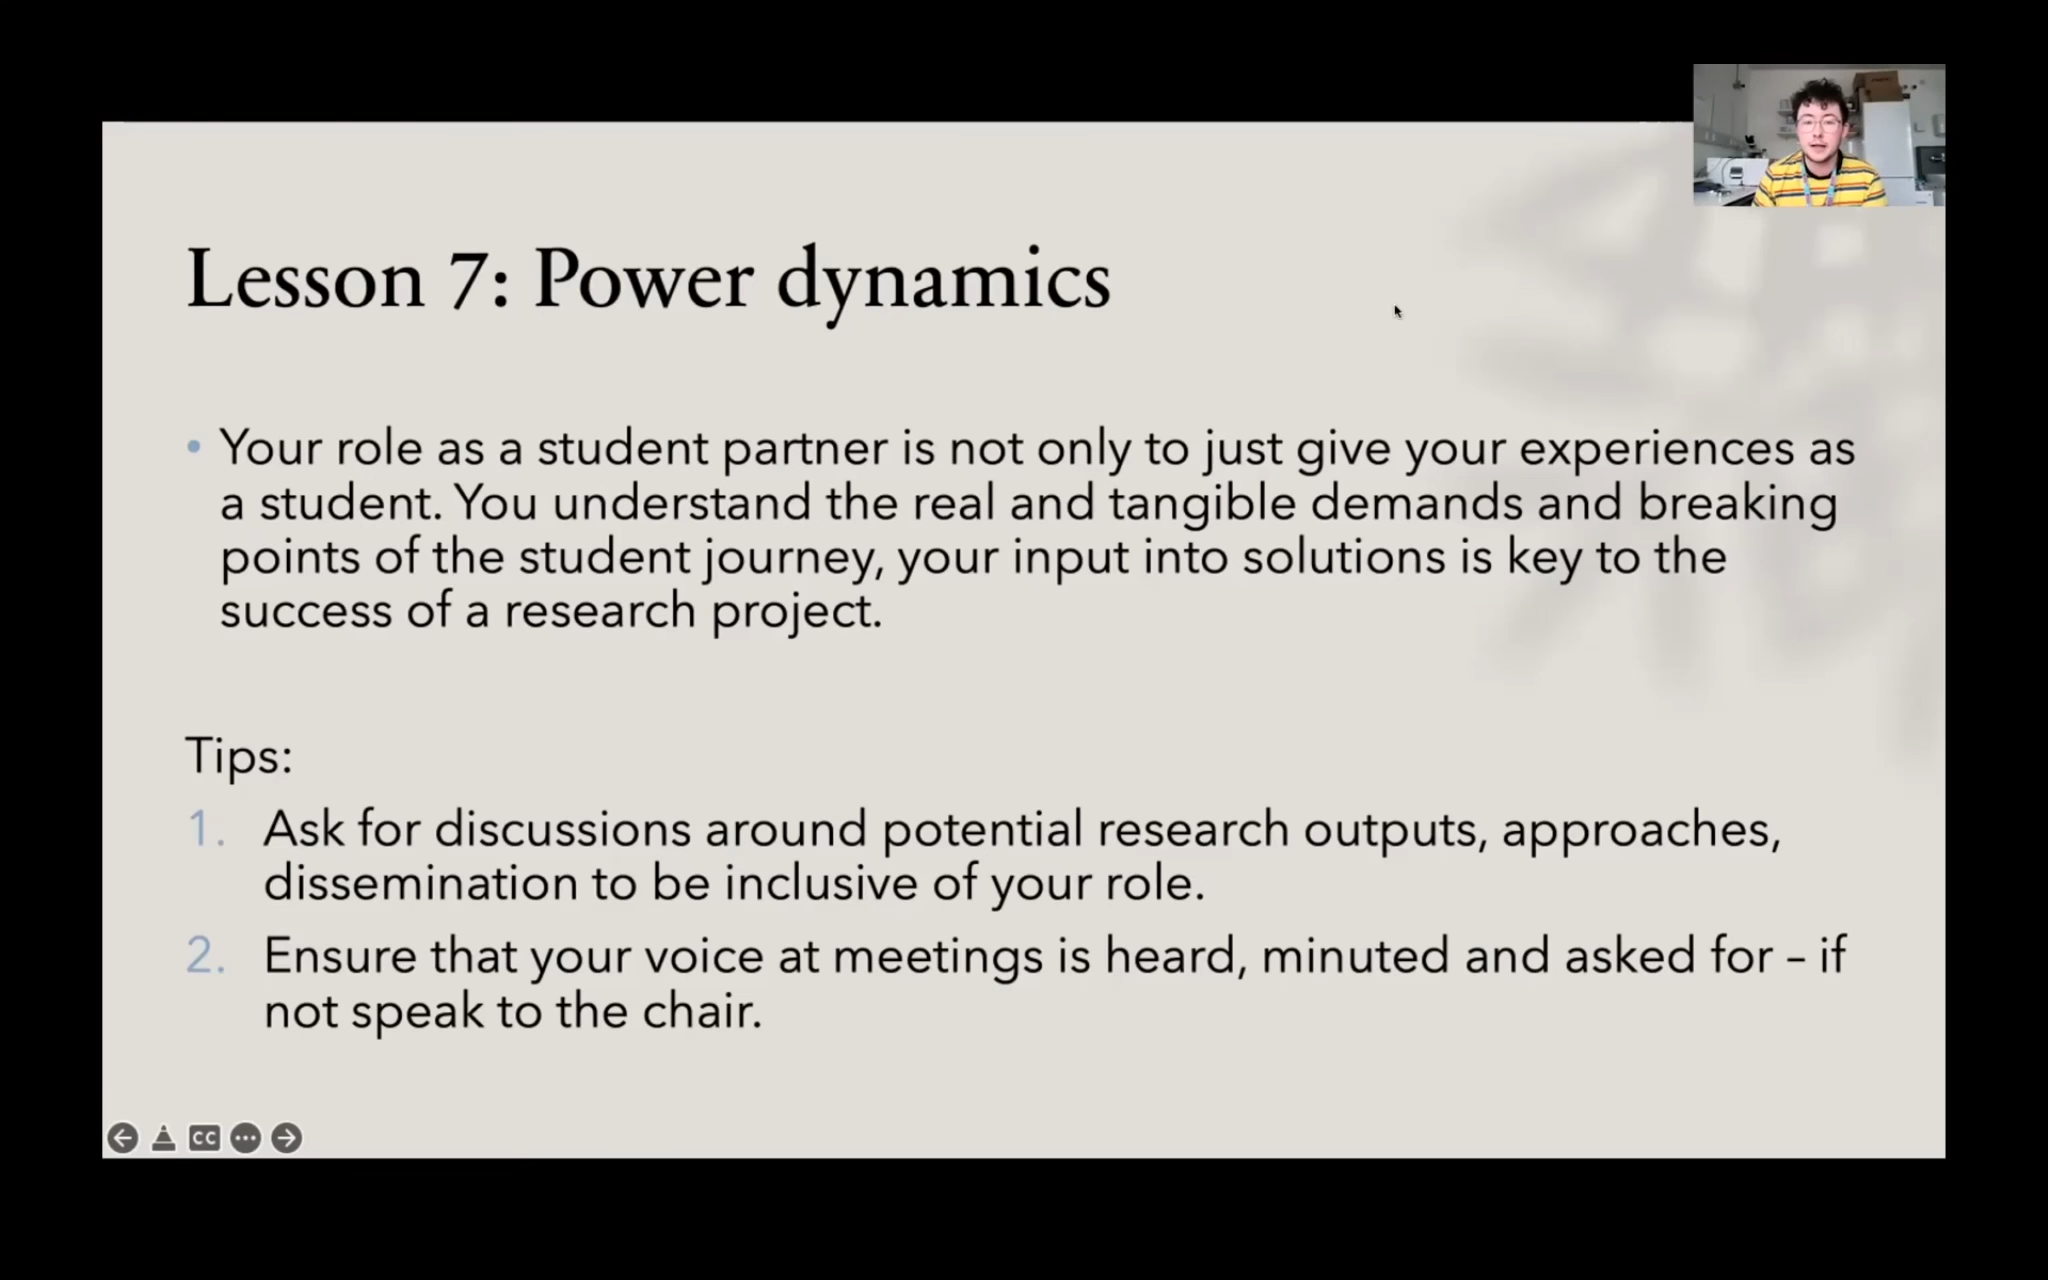 Lesson 7: Power dynamics
• Your role as a student partner is not only to just give your experiences as
a student. You understand the real and tangible demands and breaking
points of the student journey, your input into solutions is key to the
success of a research project.
Tips:
1. Ask for discussions around potential research outputs, approaches,
dissemination to be inclusive of your role.
2. Ensure that your voice at meetings is heard, minuted and asked for – if
not speak to the chair.
CC